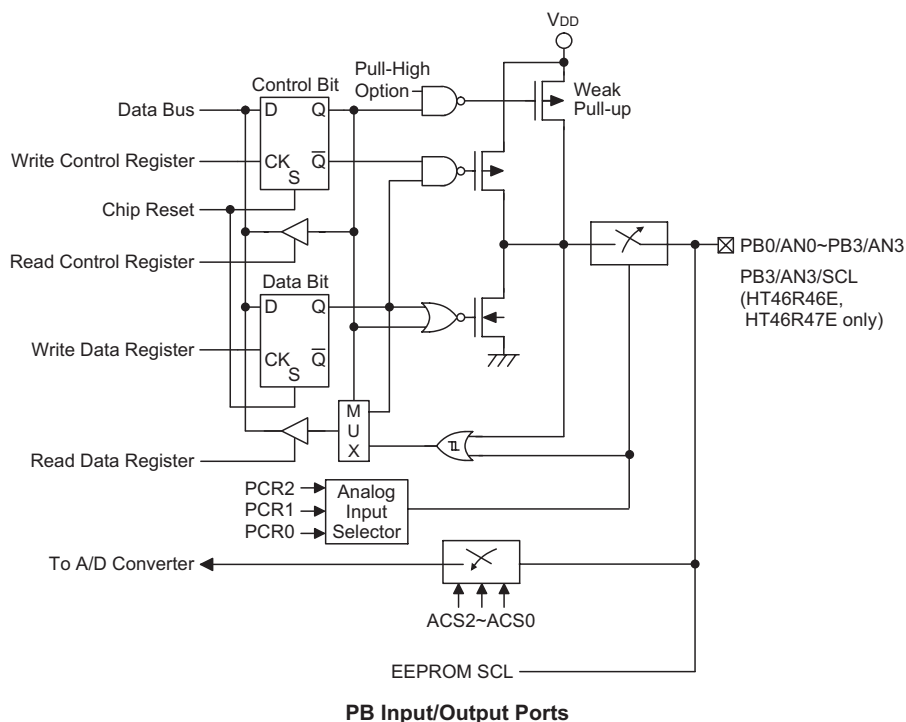 VDD
Pull-High
Option
Control Bit
Weak
Pull-up
Data Bus
D
Q
Write Control Register
CK
Q
S
Chip Reset
Read Control Register
Data Bit
D
Q
Write Data Register
CK
Q
S
M
U
X
Read Data Register
PB0/AN0~PB3/AN3
PB3/AN3/SCL
(HT46R46E,
HT46R47E only)
PCR2
PCR1
PCR0
Analog
Input
Selector
To A/D Converter
ACS2~ACS0
EEPROM SCL
PB Input/Output Ports